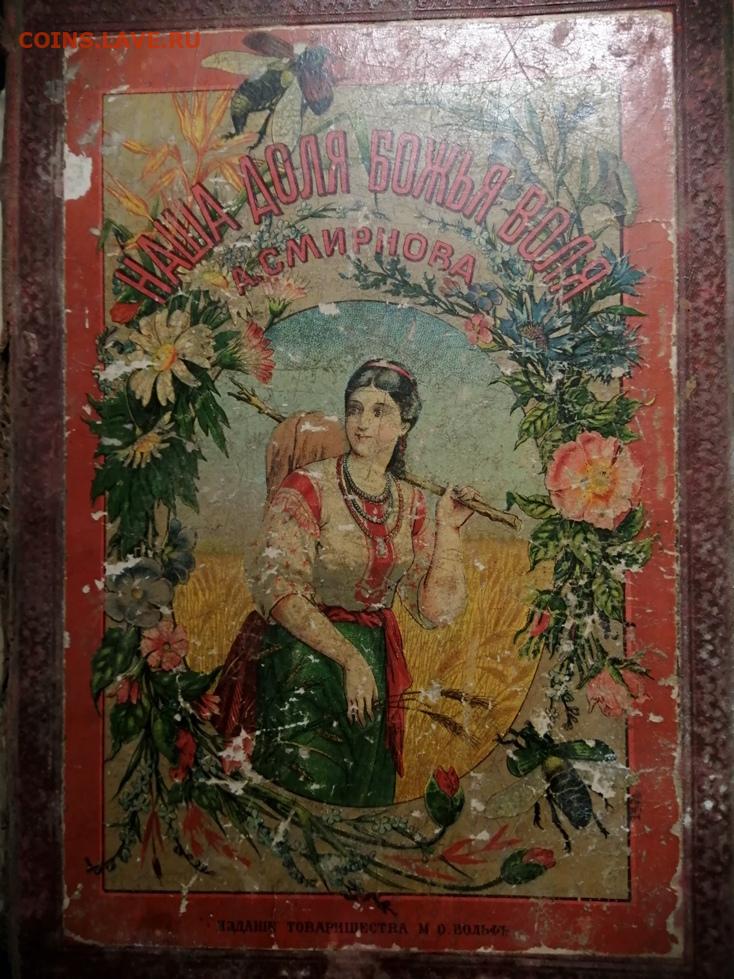 COINS.LAVE.RU
НАША ДОЛЯ БОЖЬЯ ВОЛЯ
А. СМИРНОВА
ИЗДАНІЕ ТОВАРИЩЕСТВА М О. ВОЛЬФЪ